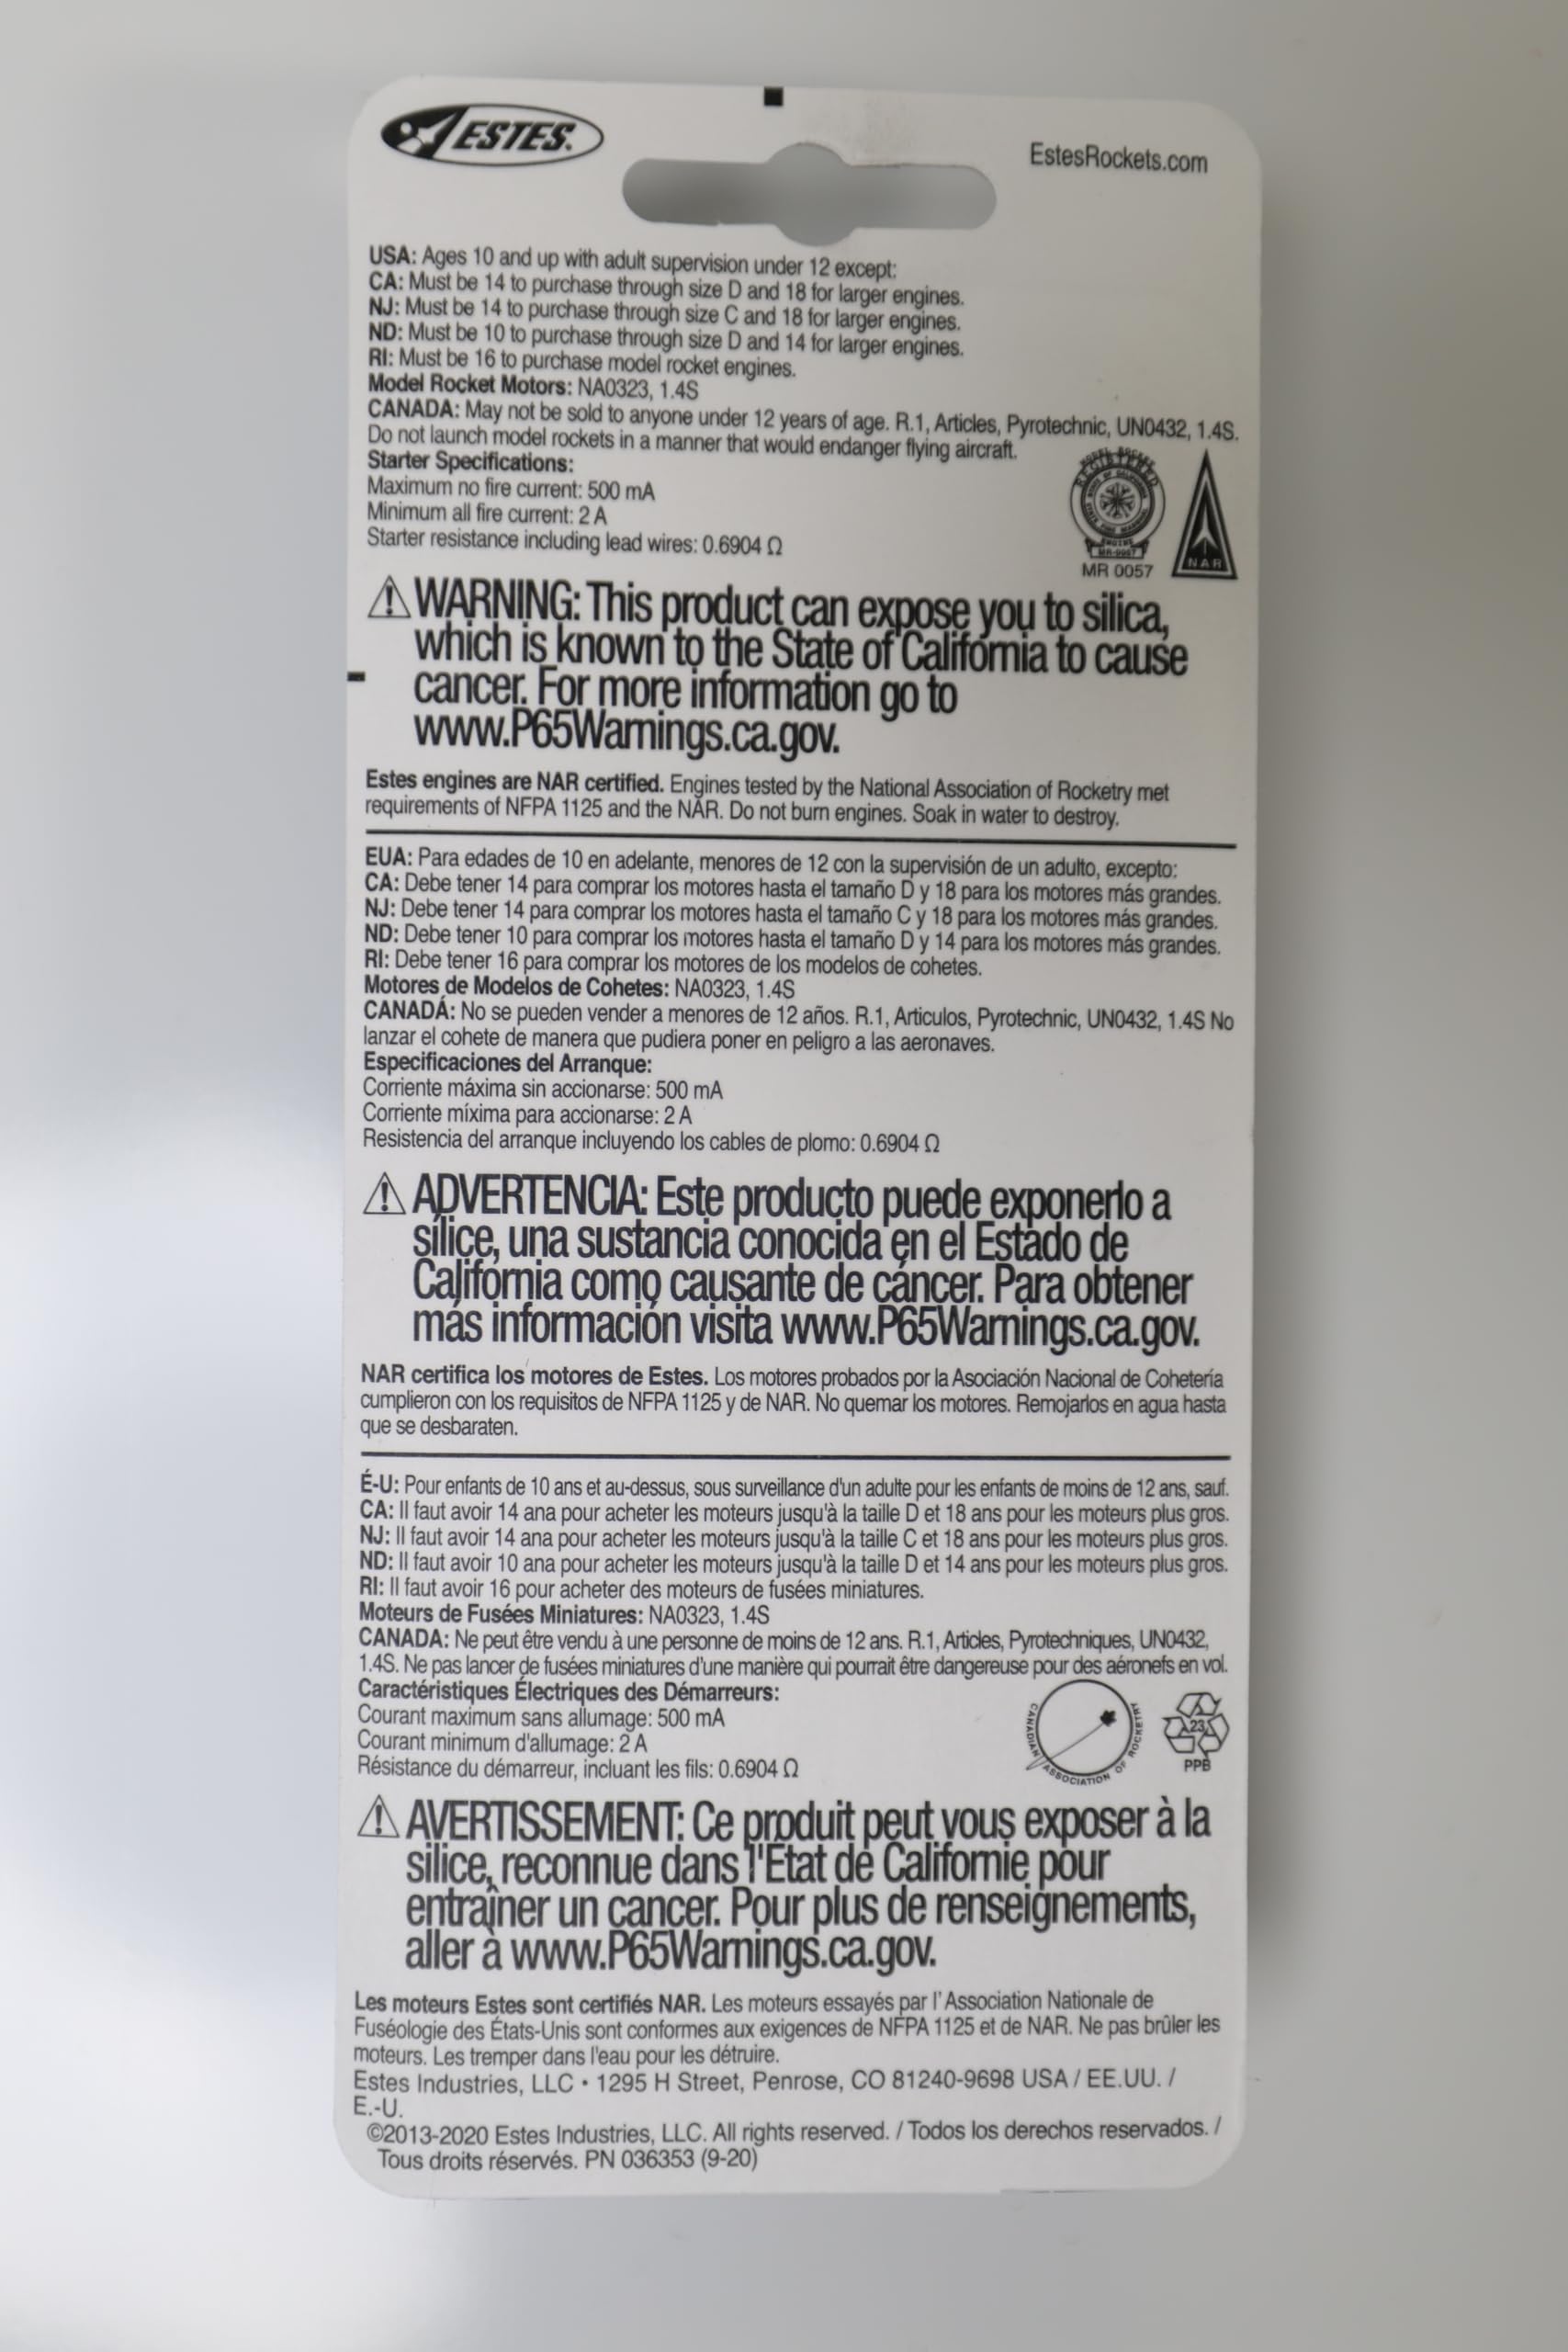 ESTES.
EstesRockets.com
USA: Ages 10 and up with adult supervision under 12 except:
CA: Must be 14 to purchase through size D and 18 for larger engines.
NJ: Must be 14 to purchase through size C and 18 for larger engines.
ND: Must be 10 to purchase through size D and 14 for larger engines.
RI: Must be 16 to purchase model rocket engines.
Model Rocket Motors: NA0323, 1.4S
CANADA: May not be sold to anyone under 12 years of age. R.1, Articles, Pyrotechnic, UN0432, 1.4S.
Do not launch model rockets in a manner that would endanger flying aircraft.
Starter Specifications:
Maximum no fire current: 500 mA
Minimum all fire current: 2 A
Starter resistance including lead wires: 0.6904 Ω
MODEL ROCKET
REGISTERED
STATE OF CALIFORNIA
STATE FIRE MARSHAL
ENGINE
MR-0057
MR 0057
NAR
⚠WARNING: This product can expose you to silica,
which is known to the State of California to cause
cancer. For more information go to
www.P65Warnings.ca.gov.
Estes engines are NAR certified. Engines tested by the National Association of Rocketry met
requirements of NFPA 1125 and the NAR. Do not burn engines. Soak in water to destroy.
EUA: Para edades de 10 en adelante, menores de 12 con la supervisión de un adulto, excepto:
CA: Debe tener 14 para comprar los motores hasta el tamaño D y 18 para los motores más grandes.
NJ: Debe tener 14 para comprar los motores hasta el tamaño C y 18 para los motores más grandes.
ND: Debe tener 10 para comprar los motores hasta el tamaño D y 14 para los motores más grandes.
RI: Debe tener 16 para comprar los motores de los modelos de cohetes.
Motores de Modelos de Cohetes: NA0323, 1.4S
CANADÁ: No se pueden vender a menores de 12 años. R.1, Articulos, Pyrotechnic, UN0432, 1.4S No
lanzar el cohete de manera que pudiera poner en peligro a las aeronaves.
Especificaciones del Arranque:
Corriente máxima sin accionarse: 500 mA
Corriente míxima para accionarse: 2 A
Resistencia del arranque incluyendo los cables de plomo: 0.6904 Ω
⚠ ADVERTENCIA: Este producto puede exponerlo a
sílice, una sustancia conocida en el Estado de
California como causante de cáncer. Para obtener
más información visita www.P65Warnings.ca.gov.
NAR certifica los motores de Estes. Los motores probados por la Asociación Nacional de Cohetería
cumplieron con los requisitos de NFPA 1125 y de NAR. No quemar los motores. Remojarlos en agua hasta
que se desbaraten.
É-U: Pour enfants de 10 ans et au-dessus, sous surveillance d'un adulte pour les enfants de moins de 12 ans, sauf.
CA: Il faut avoir 14 ana pour acheter les moteurs jusqu'à la taille D et 18 ans pour les moteurs plus gros.
NJ: Il faut avoir 14 ana pour acheter les moteurs jusqu'à la taille C et 18 ans pour les moteurs plus gros.
ND: Il faut avoir 10 ana pour acheter les moteurs jusqu'à la taille D et 14 ans pour les moteurs plus gros.
RI: Il faut avoir 16 pour acheter des moteurs de fusées miniatures.
Moteurs de Fusées Miniatures: NA0323, 1.4S
CANADA: Ne peut être vendu à une personne de moins de 12 ans. R.1, Articles, Pyrotechniques, UN0432,
1.4S. Ne pas lancer de fusées miniatures d'une manière qui pourrait être dangereuse pour des aéronefs en vol.
Caractéristiques Électriques des Démarreurs:
Courant maximum sans allumage: 500 mA
Courant minimum d'allumage: 2 A
Résistance du démarreur, incluant les fils: 0.6904 Ω
CANADIAN ASSOCIATION OF ROCKETRY
23
PPB
⚠ AVERTISSEMENT: Ce produit peut vous exposer à la
silice, reconnue dans l'État de Californie pour
entraîner un cancer. Pour plus de renseignements,
aller à www.P65Warnings.ca.gov.
Les moteurs Estes sont certifiés NAR. Les moteurs essayés par l'Association Nationale de
Fuséologie des États-Unis sont conformes aux exigences de NFPA 1125 et de NAR. Ne pas brûler les
moteurs. Les tremper dans l'eau pour les détruire.
Estes Industries, LLC • 1295 H Street, Penrose, CO 81240-9698 USA / EE.UU. /
E.-U.
©2013-2020 Estes Industries, LLC. All rights reserved. / Todos los derechos reservados. /
Tous droits réservés. PN 036353 (9-20)